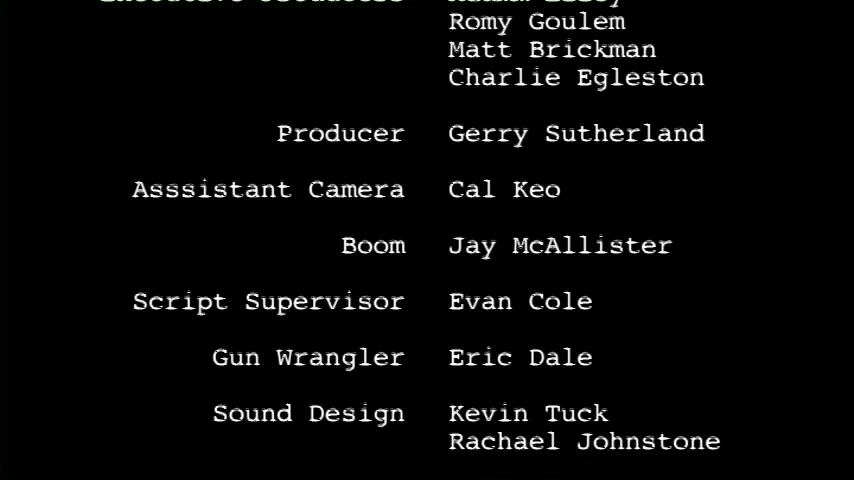 Romy Goulem
Matt Brickman
Charlie Egleston
Producer Gerry Sutherland
Asssistant Camera Cal Keo
Boom Jay McAllister
Script Supervisor Evan Cole
Gun Wrangler Eric Dale
Sound Design Kevin Tuck
Rachael Johnstone